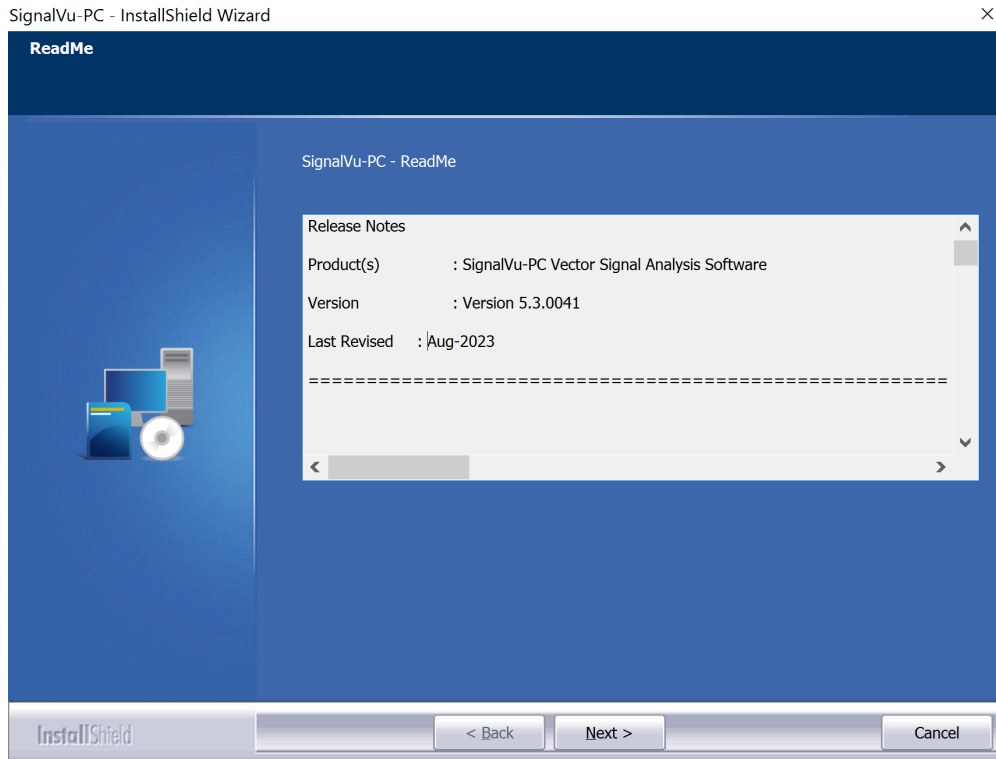 SignalVu-PC - InstallShield Wizard
ReadMe
SignalVu-PC - ReadMe
Release Notes
Product(s) : SignalVu-PC Vector Signal Analysis Software
Version : Version 5.3.0041
Last Revised : Aug-2023
=======================================================
InstallShield
< Back
Next >
Cancel